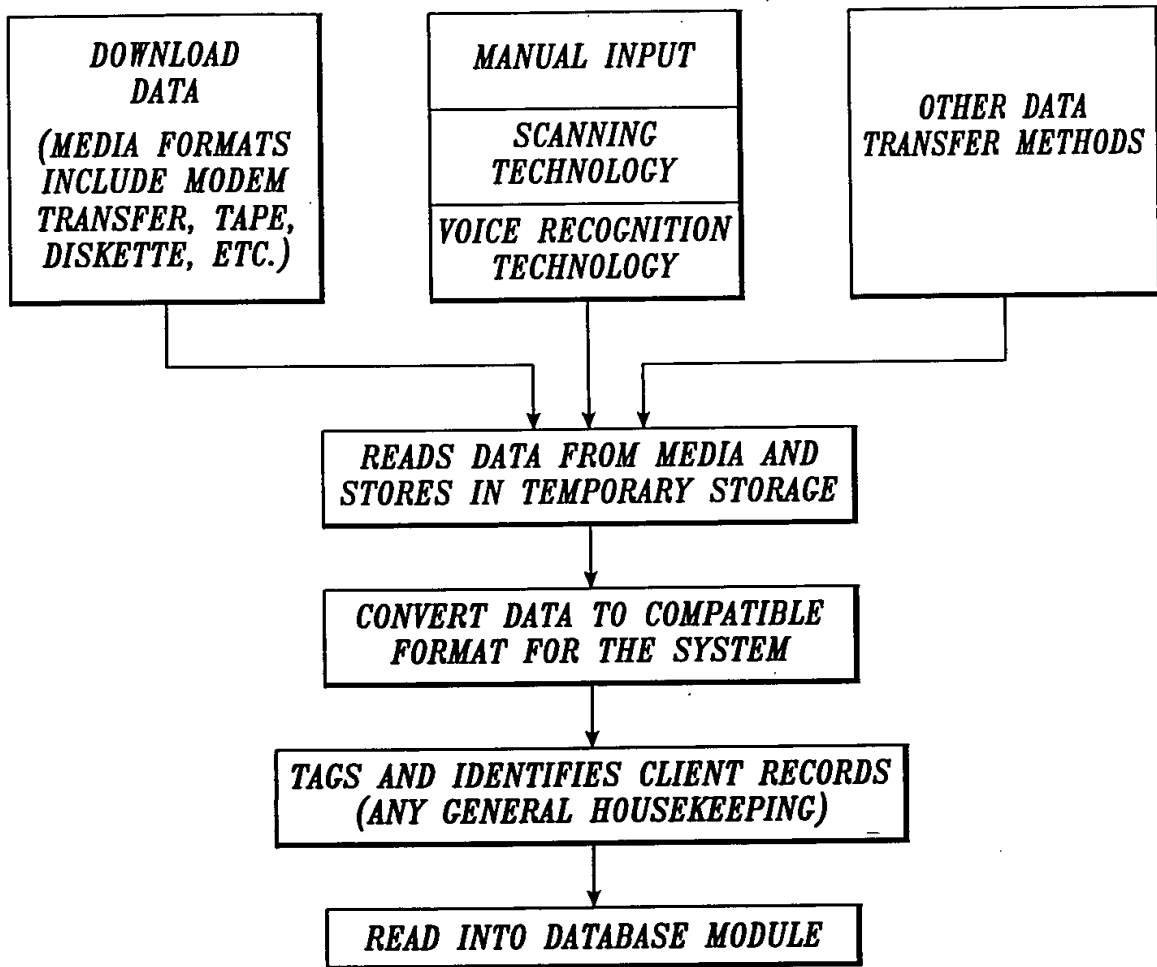 DOWNLOAD
DATA
(MEDIA FORMATS
INCLUDE MODEM
TRANSFER, TAPE,
DISKETTE, ETC.)
MANUAL INPUT
SCANNING
TECHNOLOGY
VOICE RECOGNITION
TECHNOLOGY
OTHER DATA
TRANSFER METHODS
READS DATA FROM MEDIA AND
STORES IN TEMPORARY STORAGE
CONVERT DATA TO COMPATIBLE
FORMAT FOR THE SYSTEM
TAGS AND IDENTIFIES CLIENT RECORDS
(ANY GENERAL HOUSEKEEPING)
READ INTO DATABASE MODULE